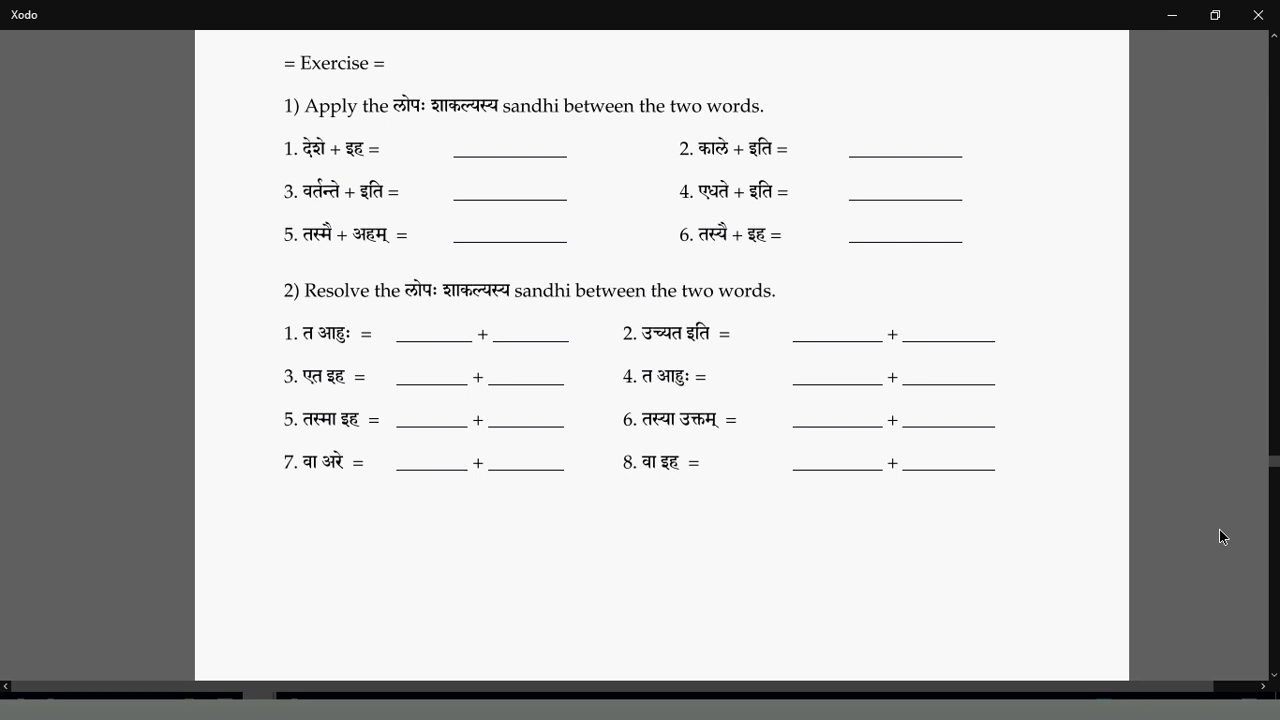 Xodo
= Exercise =
1) Apply the लोपः शाकल्यस्य sandhi between the two words.
1. देशे + इह = ____________ 2. काले + इति = ____________
3. वर्तन्ते + इति = ____________ 4. एधते + इति = ____________
5. तस्मै + अहम् = ____________ 6. तस्यै + इह = ____________
2) Resolve the लोपः शाकल्यस्य sandhi between the two words.
1. त आहुः = ________ + ________ 2. उच्यत इति = __________ + __________
3. एत इह = ________ + ________ 4. त आहुः = __________ + __________
5. तस्मा इह = ________ + ________ 6. तस्या उक्तम् = __________ + __________
7. वा अरे = ________ + ________ 8. वा इह = __________ + __________